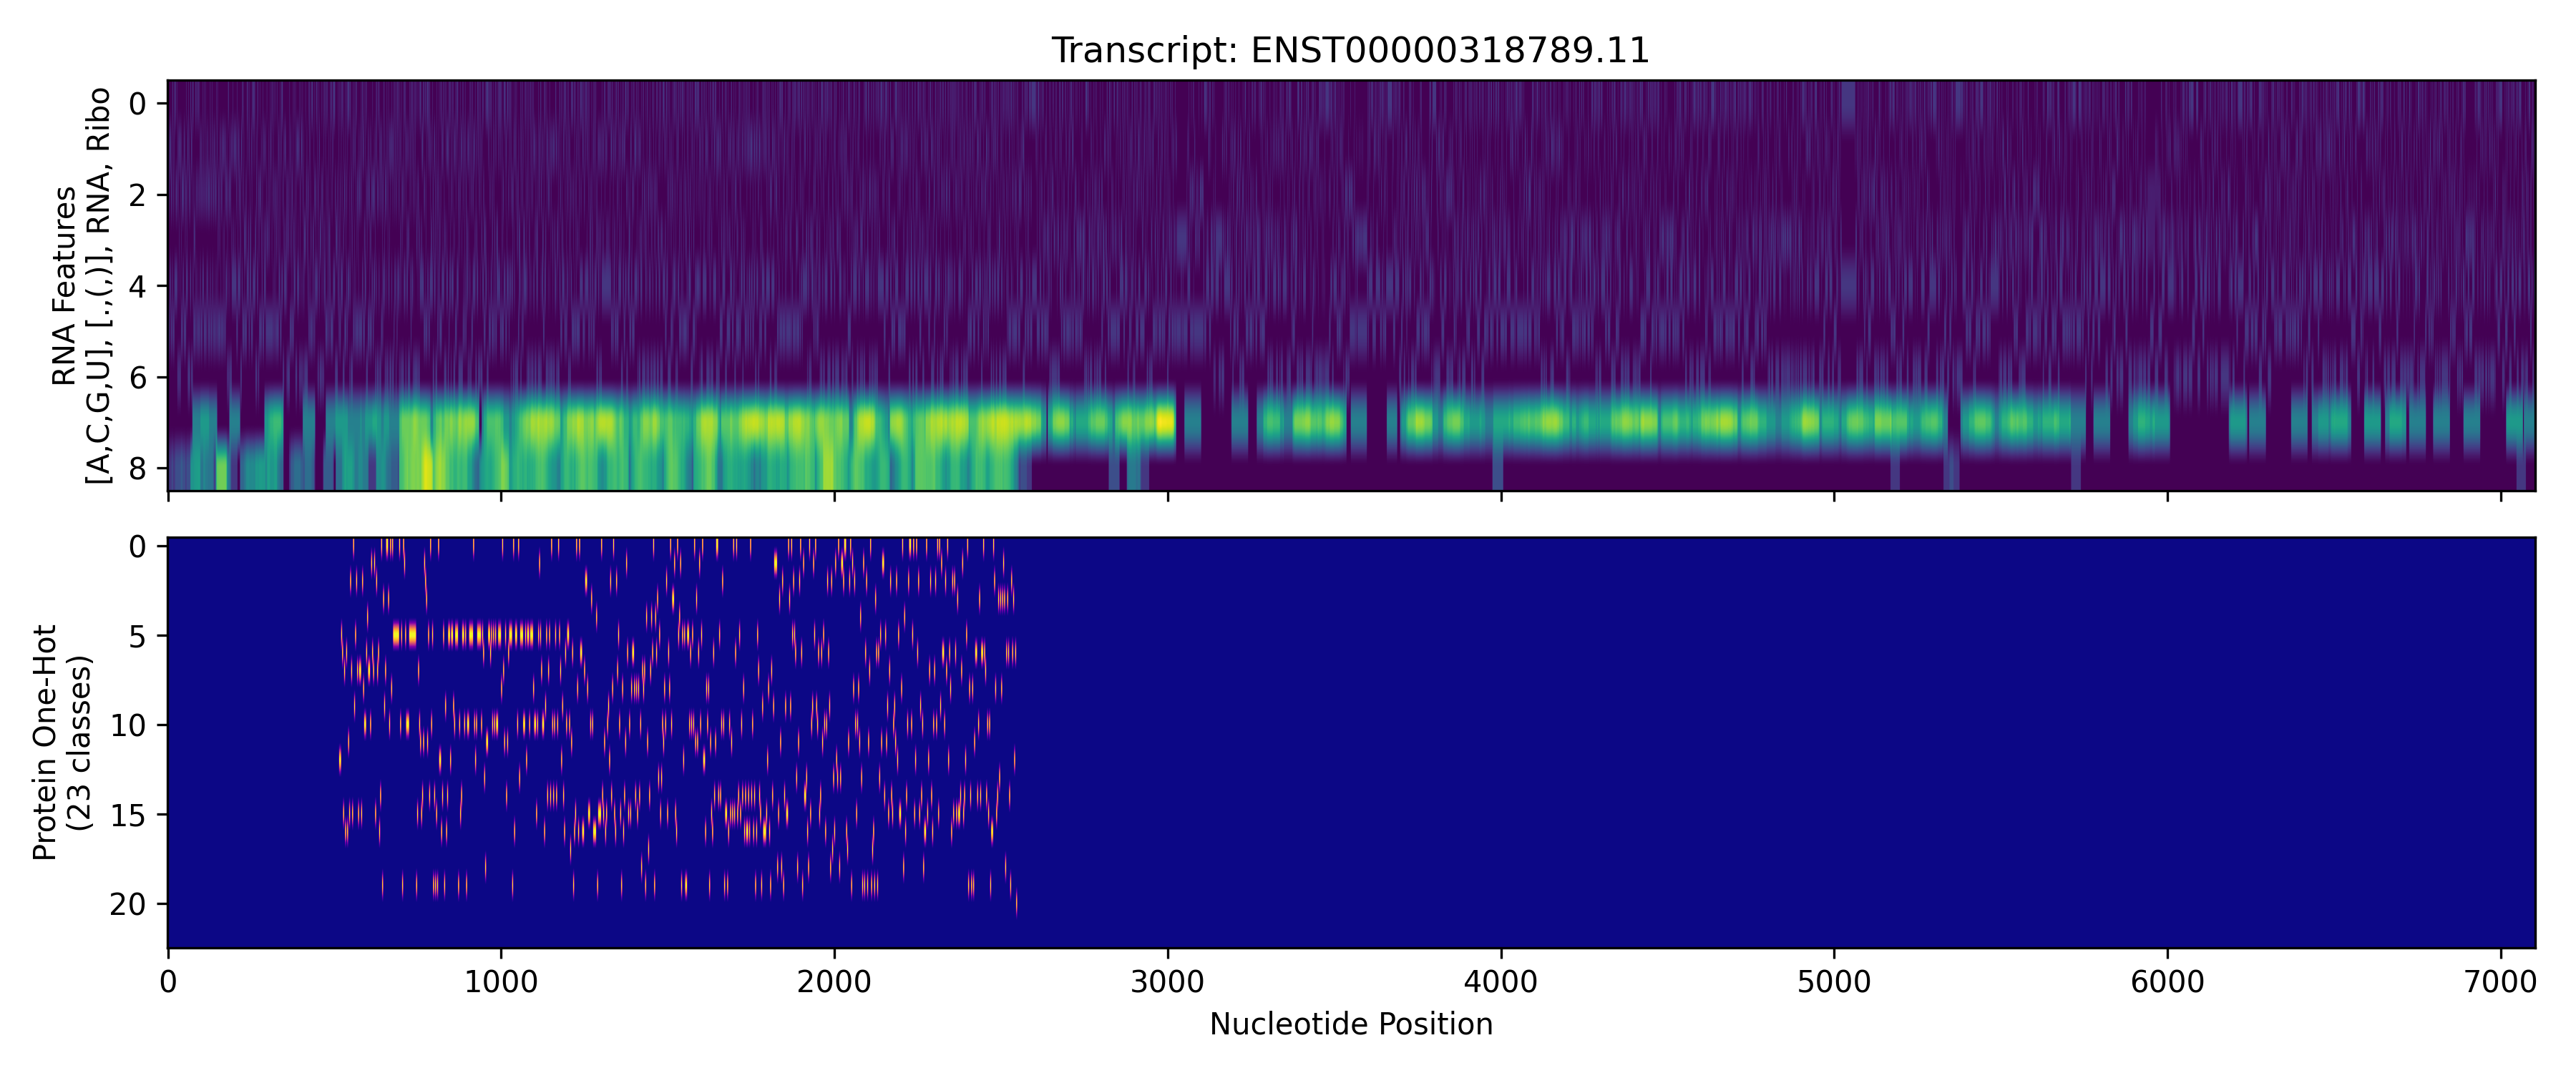 Transcript: ENST00000318789.11
RNA Features
[A,C,G,U], [.,(,)], RNA, Ribo
0
2
4
6
8
Protein One-Hot
(23 classes)
0
5
10
15
20
0 1000 2000 3000 4000 5000 6000 7000
Nucleotide Position